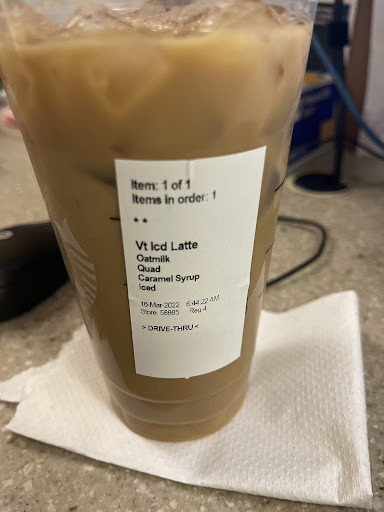 Item: 1 of 1
Items in order: 1
**
Vt Icd Latte
Oatmilk
Quad
Caramel Syrup
Iced
16-Mar-2022 6:44:22 AM
Store: 58885 Reg 4
> DRIVE-THRU <